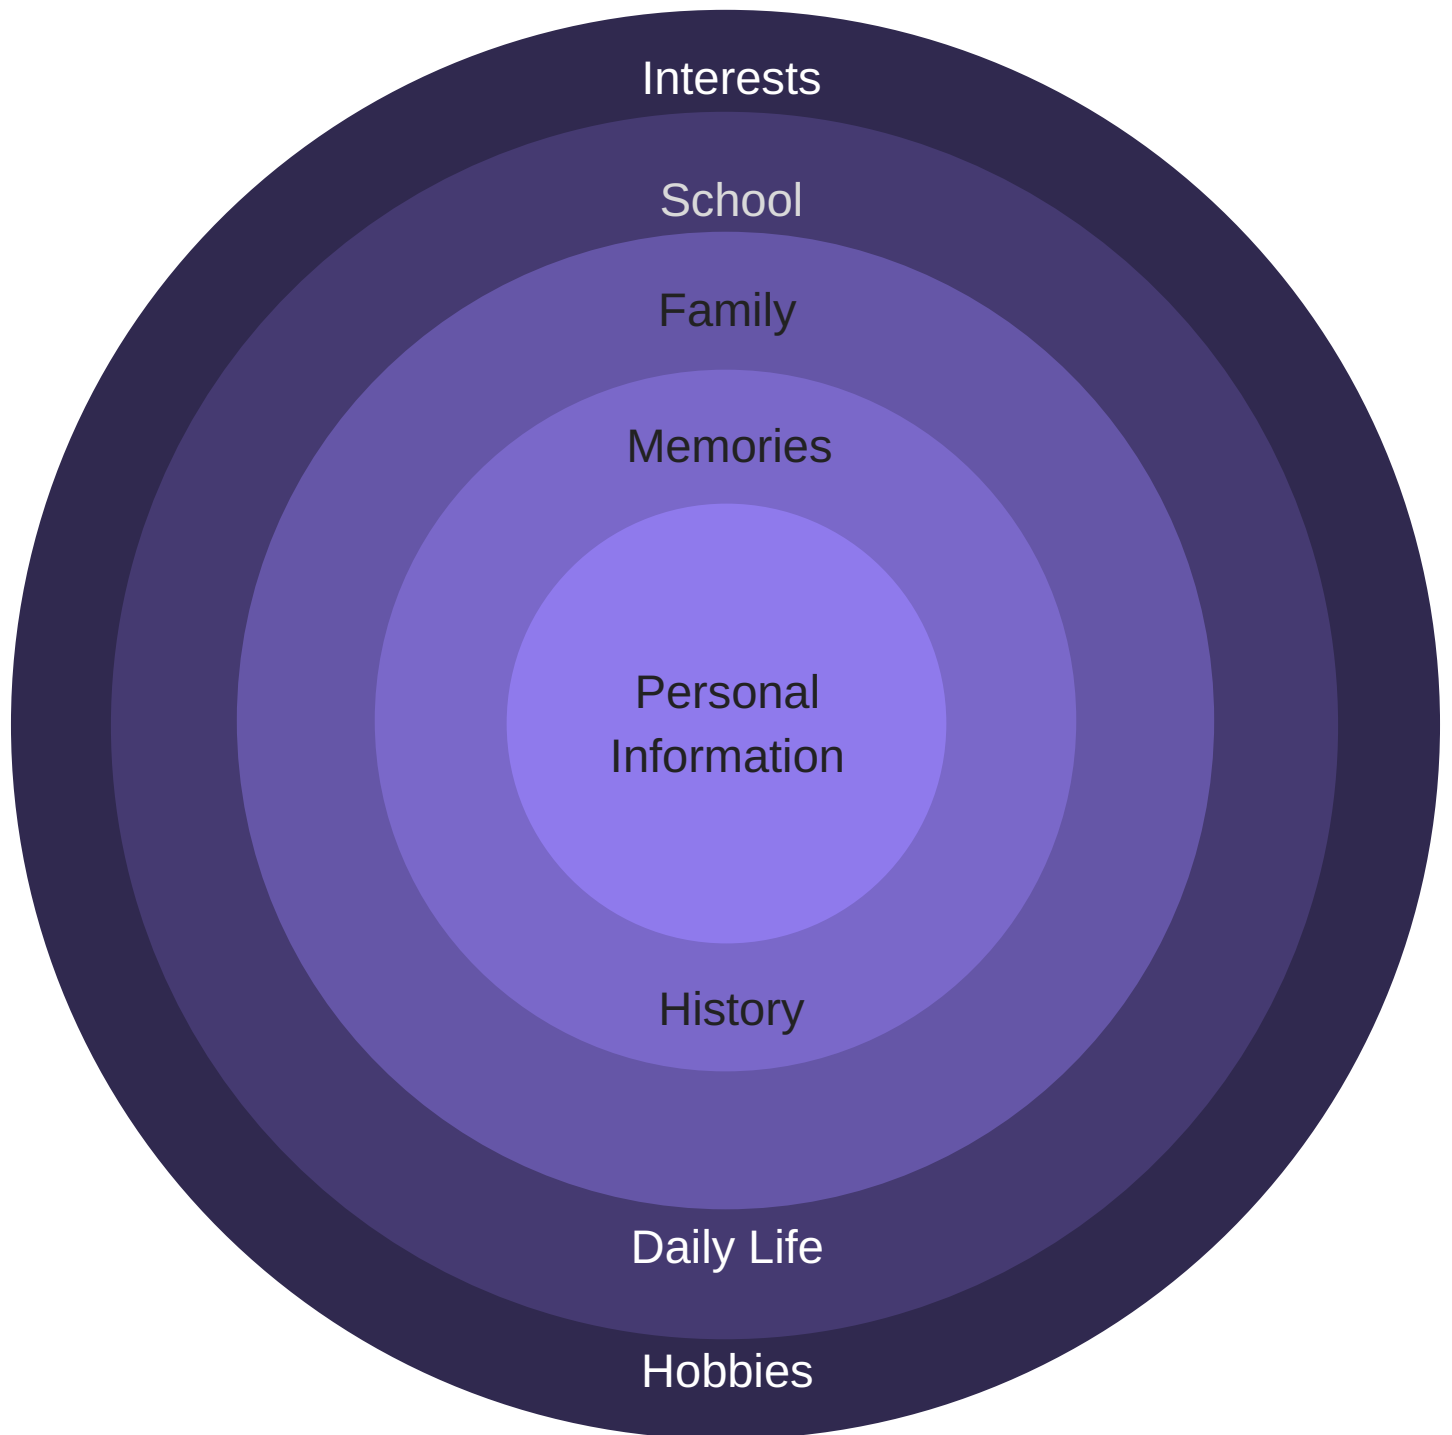 Interests
School
Family
Memories
Personal
Information
History
Daily Life
Hobbies